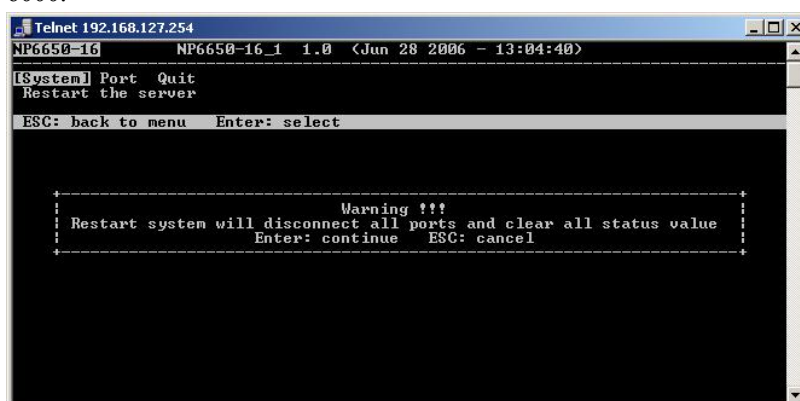 Telnet 192.168.127.254
NP6650-16 NP6650-16_1 1.0 (Jun 28 2006 - 13:04:40)
[System] Port Quit
Restart the server
ESC: back to menu Enter: select
Warning !!!
Restart system will disconnect all ports and clear all status value
Enter: continue ESC: cancel